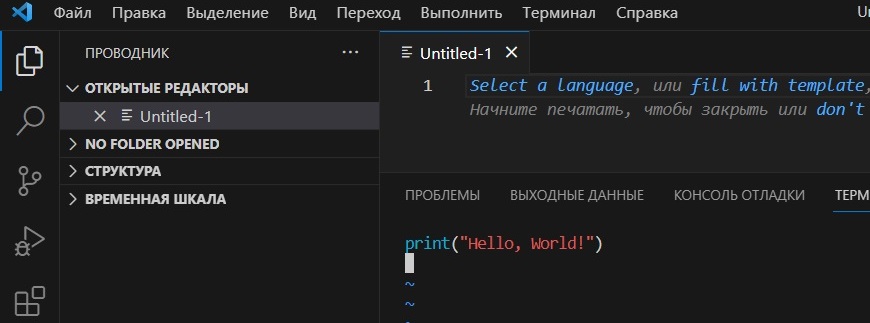 Файл Правка Выделение Вид Переход Выполнить Терминал Справка
ПРОВОДНИК
ОТКРЫТЫЕ РЕДАКТОРЫ
Untitled-1
NO FOLDER OPENED
СТРУКТУРА
ВРЕМЕННАЯ ШКАЛА
Untitled-1
1 Select a language, или fill with template,
Начните печатать, чтобы закрыть или don't
ПРОБЛЕМЫ ВЫХОДНЫЕ ДАННЫЕ КОНСОЛЬ ОТЛАДКИ ТЕРМ
print("Hello, World!")
~
~